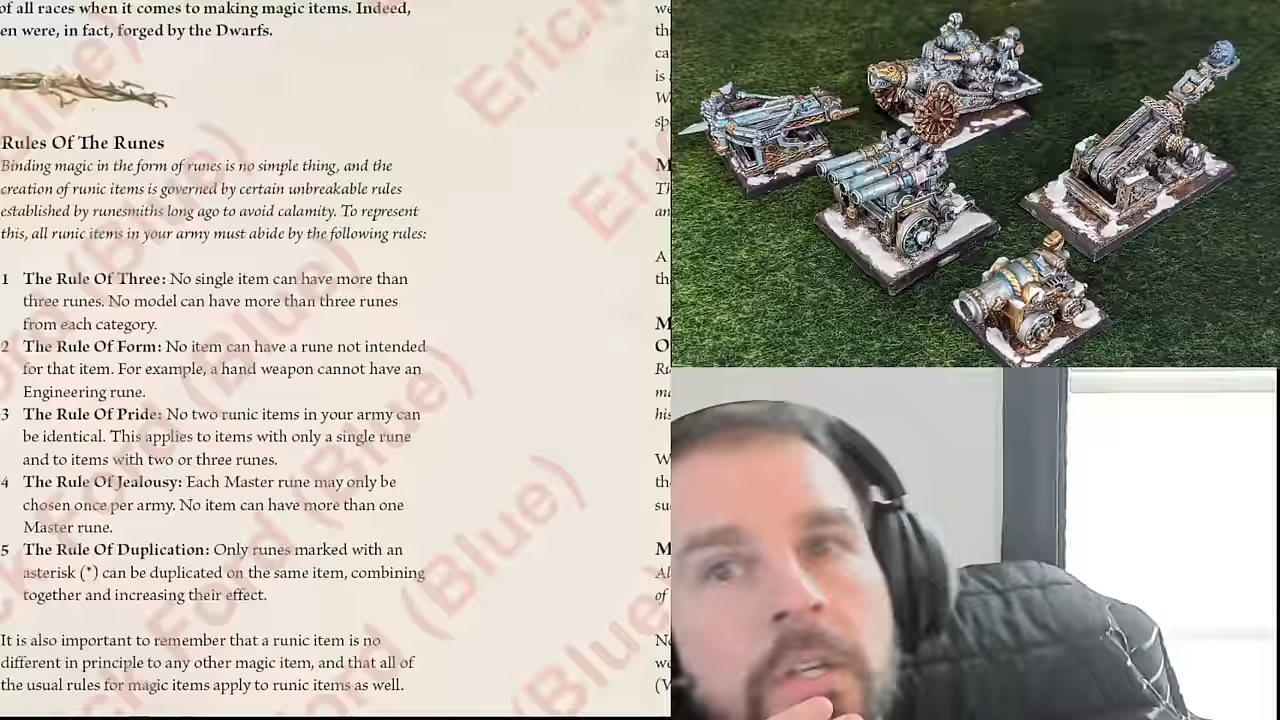 of all races when it comes to making magic items. Indeed,
en were, in fact, forged by the Dwarfs.
Rules Of The Runes
Binding magic in the form of runes is no simple thing, and the
creation of runic items is governed by certain unbreakable rules
established by runesmiths long ago to avoid calamity. To represent
this, all runic items in your army must abide by the following rules:
1 The Rule Of Three: No single item can have more than
three runes. No model can have more than three runes
from each category.
2 The Rule Of Form: No item can have a rune not intended
for that item. For example, a hand weapon cannot have an
Engineering rune.
3 The Rule Of Pride: No two runic items in your army can
be identical. This applies to items with only a single rune
and to items with two or three runes.
4 The Rule Of Jealousy: Each Master rune may only be
chosen once per army. No item can have more than one
Master rune.
5 The Rule Of Duplication: Only runes marked with an
asterisk (*) can be duplicated on the same item, combining
together and increasing their effect.
It is also important to remember that a runic item is no
different in principle to any other magic item, and that all of
the usual rules for magic items apply to runic items as well.
Erick
Eric
Ford (Blue)
Ford (Blue)
(Blue)